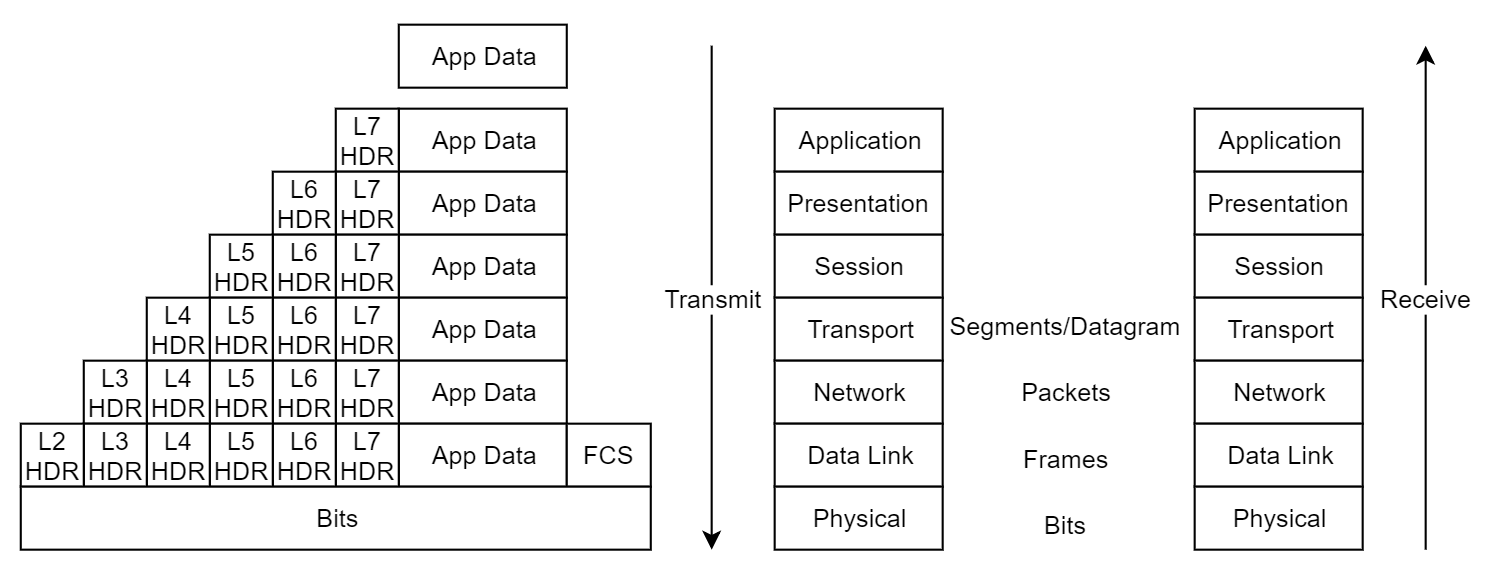 App Data
L7 HDR App Data Application Application
L6 HDR L7 HDR App Data Presentation Presentation
L5 HDR L6 HDR L7 HDR App Data Session Session
Transmit Receive
L4 HDR L5 HDR L6 HDR L7 HDR App Data Transport Segments/Datagram Transport
L3 HDR L4 HDR L5 HDR L6 HDR L7 HDR App Data Network Packets Network
L2 HDR L3 HDR L4 HDR L5 HDR L6 HDR L7 HDR App Data FCS Data Link Frames Data Link
Bits Physical Bits Physical